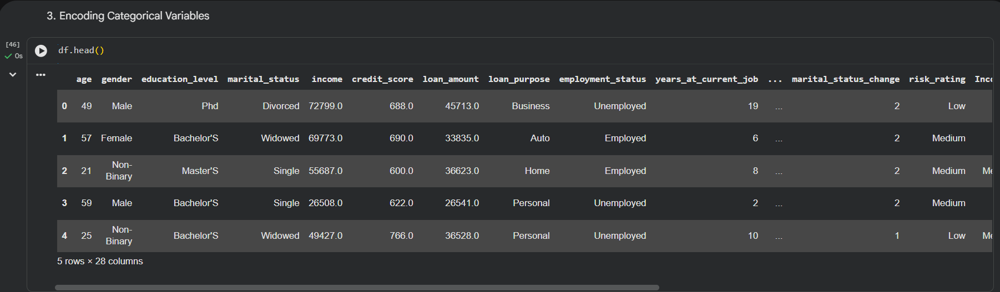 3. Encoding Categorical Variables
[46]
0s
df.head()
age gender education_level marital_status income credit_score loan_amount loan_purpose employment_status years_at_current_job ... marital_status_change risk_rating
0 49 Male Phd Divorced 72799.0 688.0 45713.0 Business Unemployed 19 ... 2 Low
1 57 Female Bachelor'S Widowed 69773.0 690.0 33835.0 Auto Employed 6 ... 2 Medium
2 21 Non-Binary Master'S Single 55687.0 600.0 36623.0 Home Employed 8 ... 2 Medium
3 59 Male Bachelor'S Single 26508.0 622.0 26541.0 Personal Unemployed 2 ... 2 Medium
4 25 Non-Binary Bachelor'S Widowed 49427.0 766.0 36528.0 Personal Unemployed 10 ... 1 Low
5 rows × 28 columns